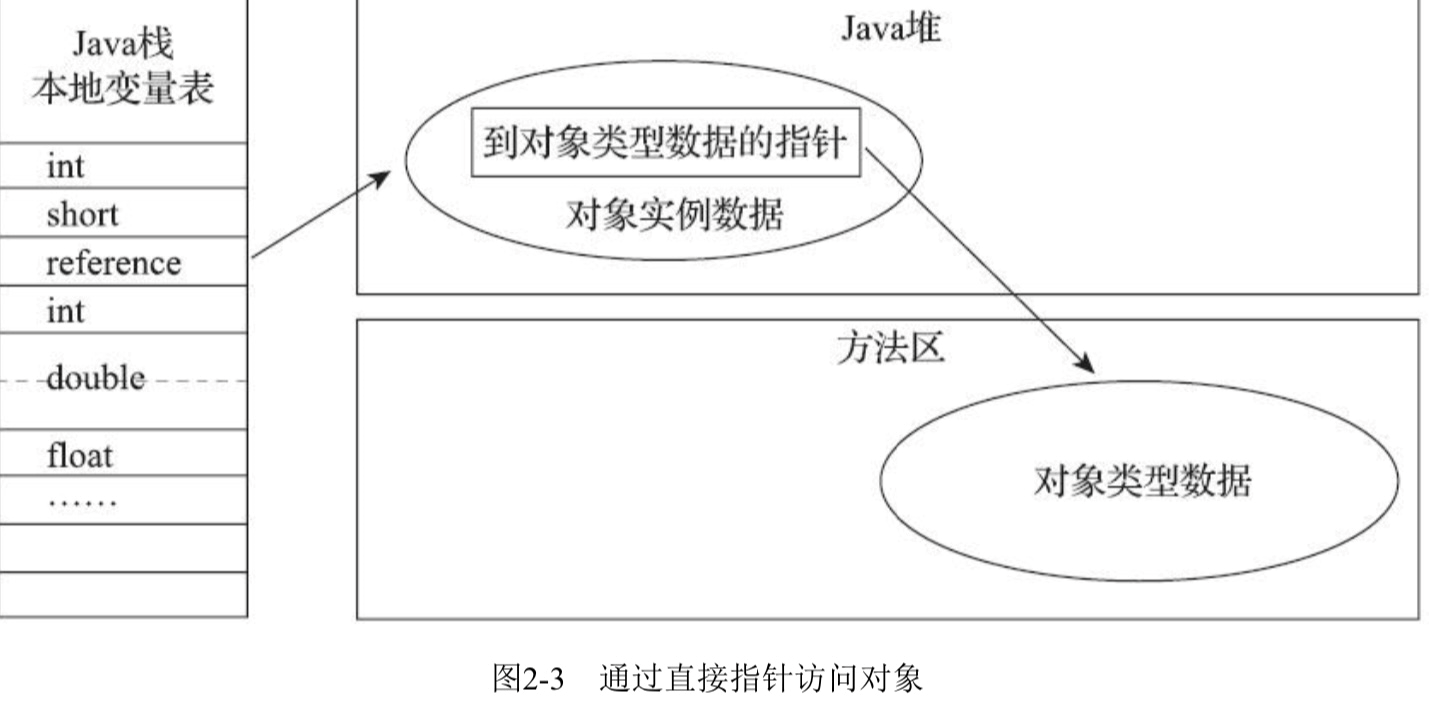 Java栈
本地变量表
int
short
reference
int
double
float
……
Java堆
到对象类型数据的指针
对象实例数据
方法区
对象类型数据
图2-3 通过直接指针访问对象